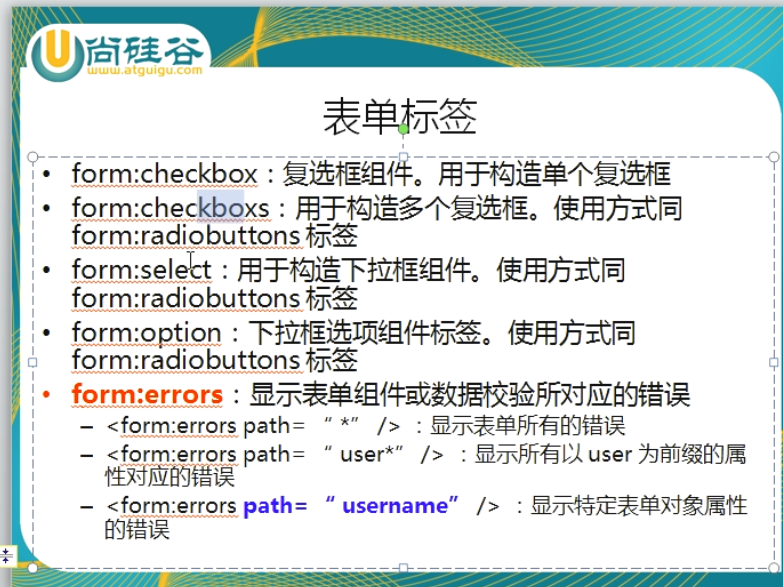 尚硅谷
www.atguigu.com
表单标签
• form:checkbox：复选框组件。用于构造单个复选框
• form:checkboxs：用于构造多个复选框。使用方式同
form:radiobuttons 标签
• form:select：用于构造下拉框组件。使用方式同
form:radiobuttons 标签
• form:option：下拉框选项组件标签。使用方式同
form:radiobuttons 标签
• form:errors：显示表单组件或数据校验所对应的错误
– <form:errors path= “ *” /> ：显示表单所有的错误
– <form:errors path= “ user*” /> ：显示所有以 user 为前缀的属
性对应的错误
– <form:errors path= “ username” /> ：显示特定表单对象属性
的错误